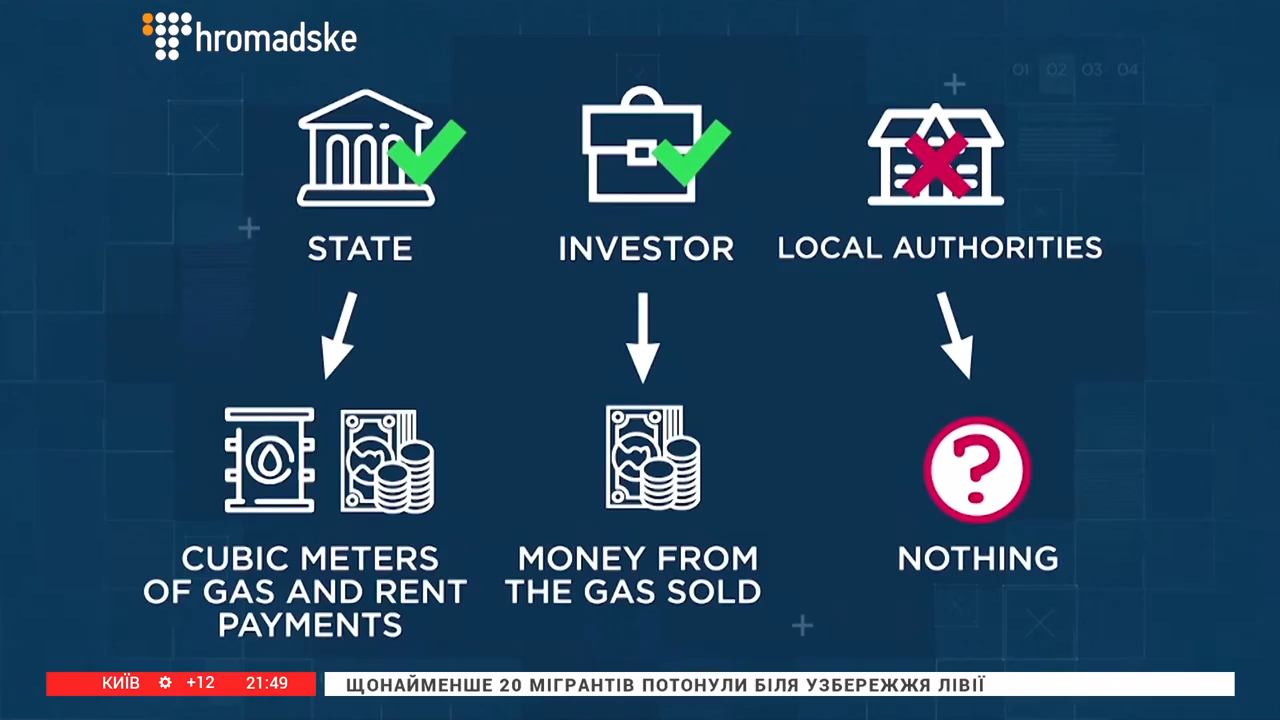 hromadske
01 02 03 04
STATE
INVESTOR
LOCAL AUTHORITIES
CUBIC METERS
OF GAS AND RENT
PAYMENTS
MONEY FROM
THE GAS SOLD
NOTHING
КИЇВ +12 21:49
ЩОНАЙМЕНШЕ 20 МІГРАНТІВ ПОТОНУЛИ БІЛЯ УЗБЕРЕЖЖЯ ЛІВІЇ